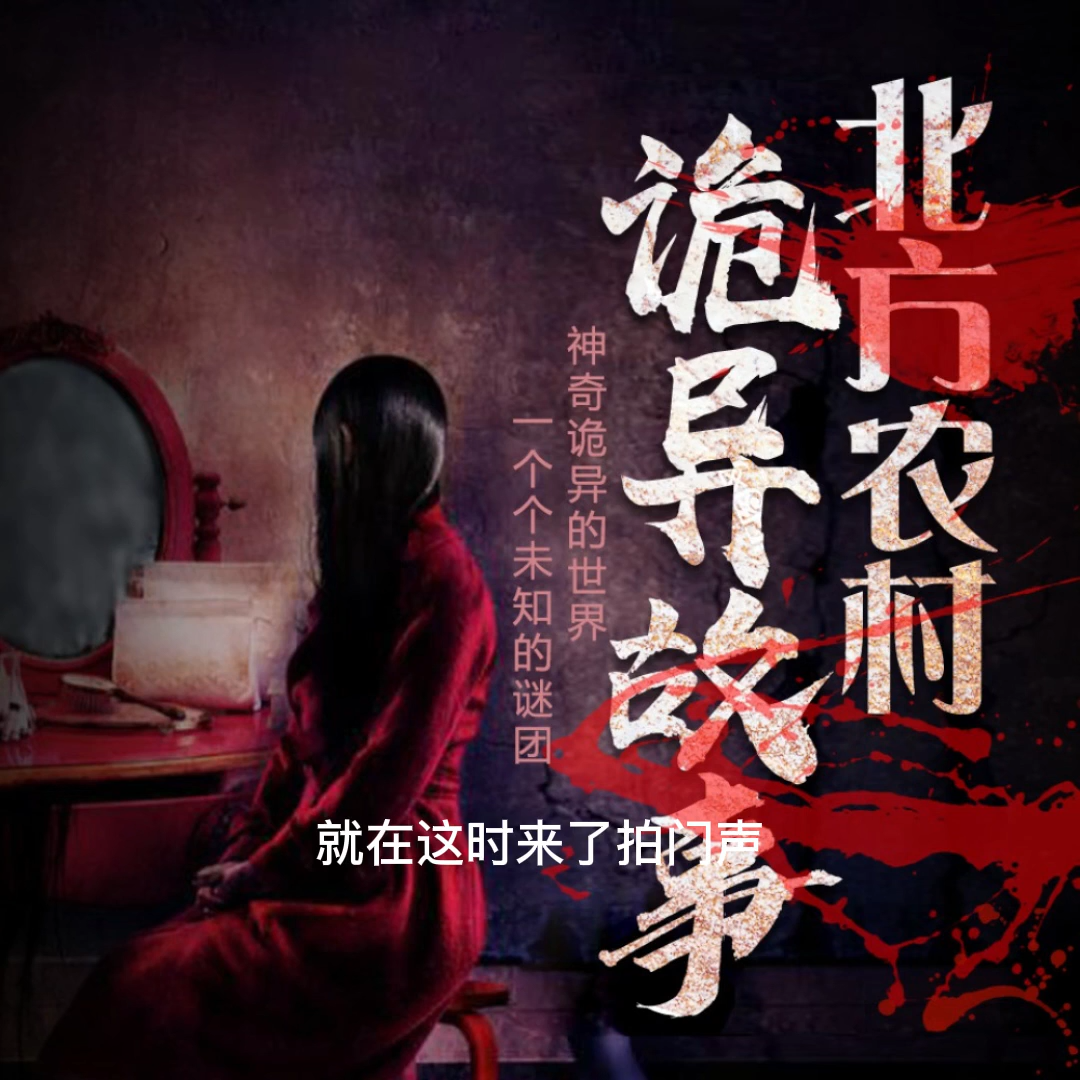 北方农村
诡异故事
神奇诡异的世界
一个个未知的谜团
就在这时来了拍门声